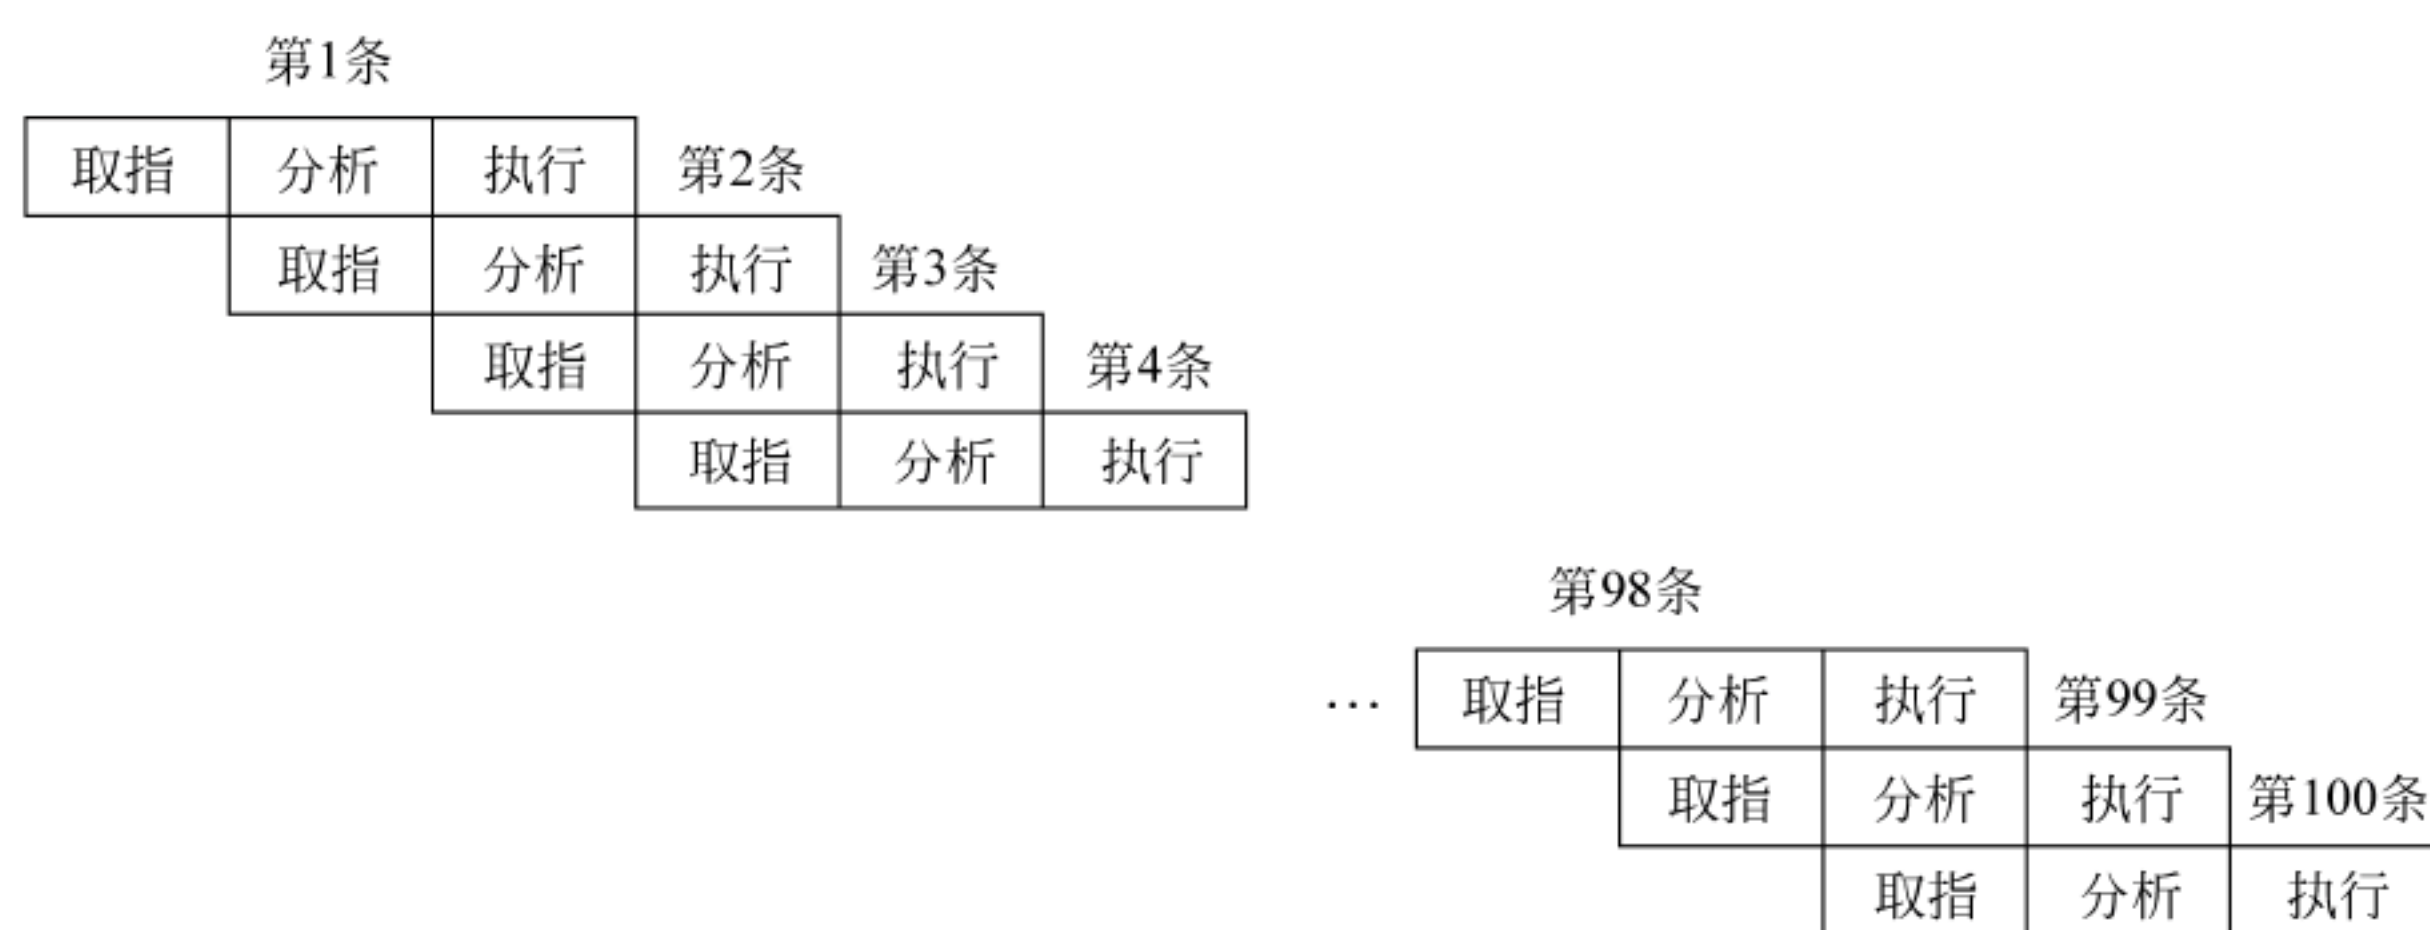 第1条
取指 分析 执行 第2条
取指 分析 执行 第3条
取指 分析 执行 第4条
取指 分析 执行
第98条
… 取指 分析 执行 第99条
取指 分析 执行 第100条
取指 分析 执行